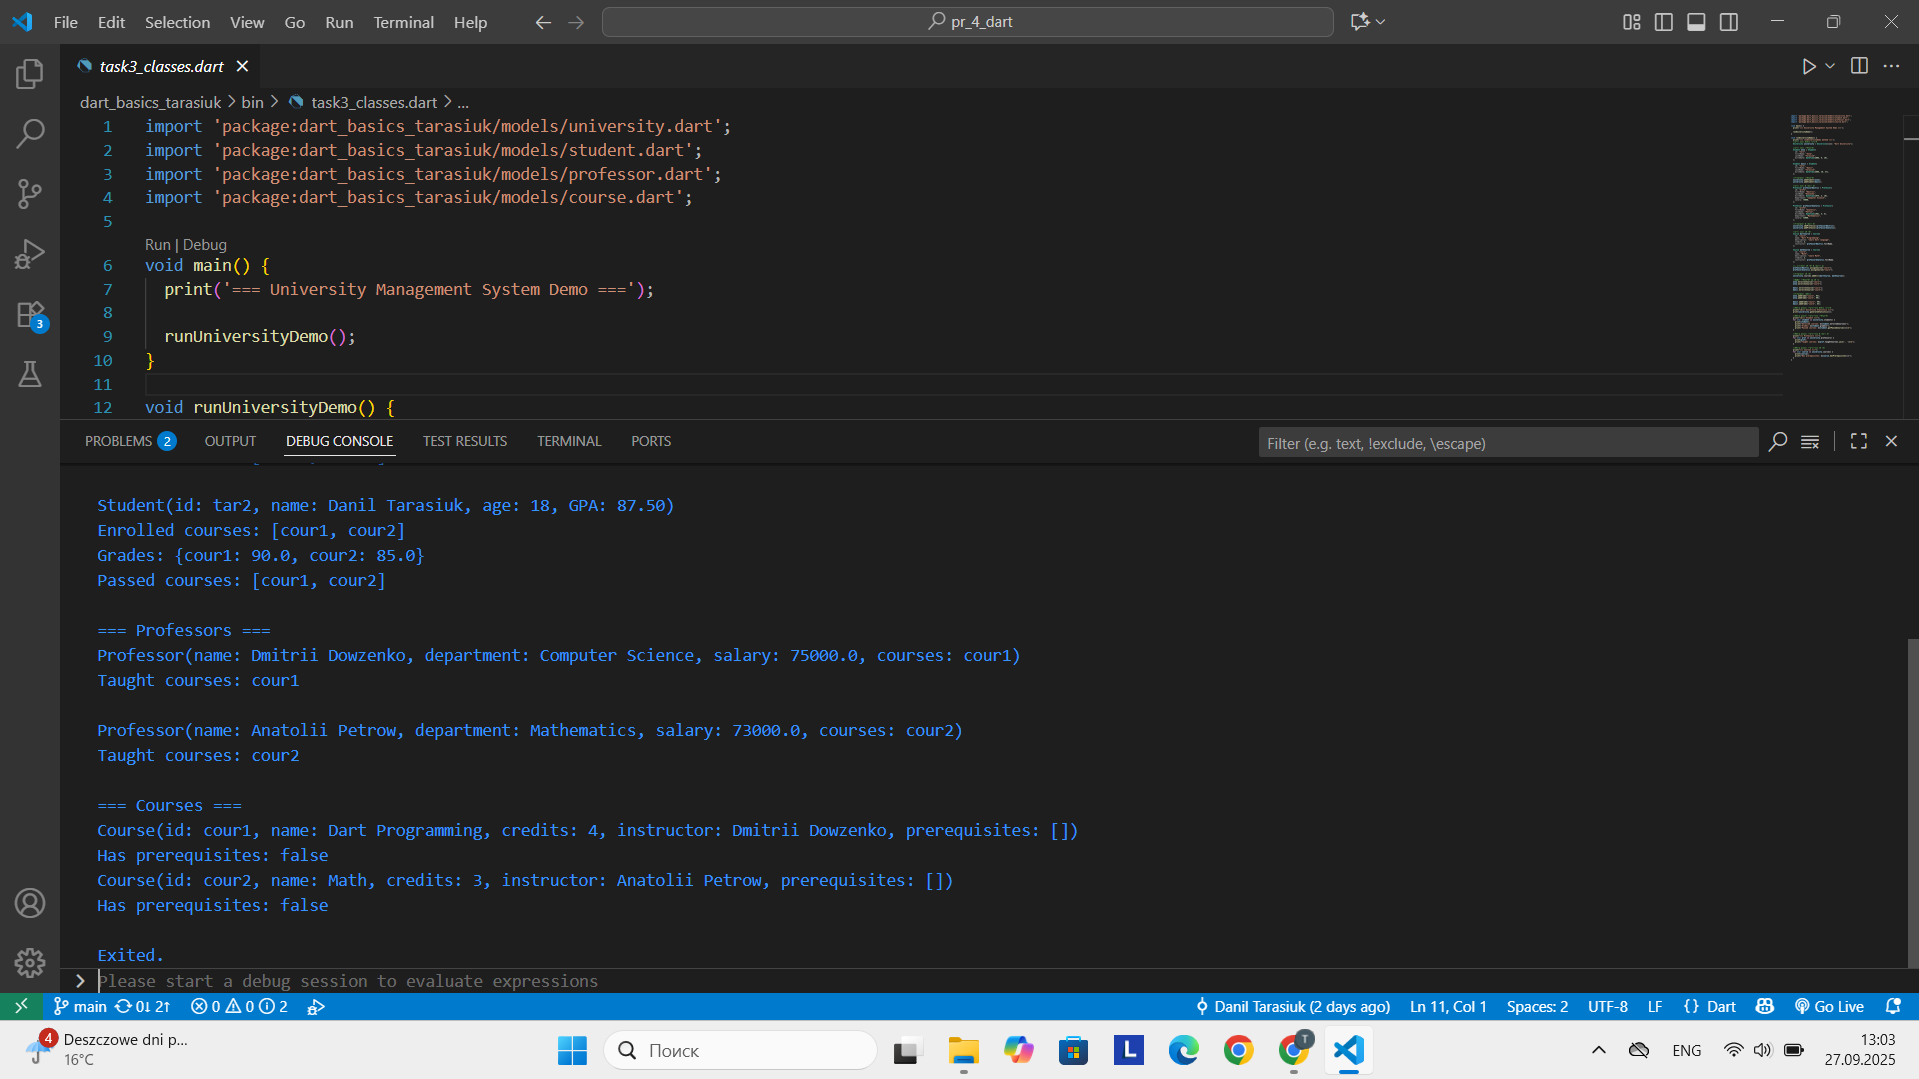 File Edit Selection View Go Run Terminal Help
pr_4_dart
task3_classes.dart
dart_basics_tarasiuk > bin > task3_classes.dart > ...
1 import 'package:dart_basics_tarasiuk/models/university.dart';
2 import 'package:dart_basics_tarasiuk/models/student.dart';
3 import 'package:dart_basics_tarasiuk/models/professor.dart';
4 import 'package:dart_basics_tarasiuk/models/course.dart';
5
Run | Debug
6 void main() {
7 print('=== University Management System Demo ===');
8
9 runUniversityDemo();
10 }
11
12 void runUniversityDemo() {
PROBLEMS 2 OUTPUT DEBUG CONSOLE TEST RESULTS TERMINAL PORTS
Filter (e.g. text, !exclude, \escape)
3
Student(id: tar2, name: Danil Tarasiuk, age: 18, GPA: 87.50)
Enrolled courses: [cour1, cour2]
Grades: {cour1: 90.0, cour2: 85.0}
Passed courses: [cour1, cour2]
=== Professors ===
Professor(name: Dmitrii Dowzenko, department: Computer Science, salary: 75000.0, courses: cour1)
Taught courses: cour1
Professor(name: Anatolii Petrow, department: Mathematics, salary: 73000.0, courses: cour2)
Taught courses: cour2
=== Courses ===
Course(id: cour1, name: Dart Programming, credits: 4, instructor: Dmitrii Dowzenko, prerequisites: [])
Has prerequisites: false
Course(id: cour2, name: Math, credits: 3, instructor: Anatolii Petrow, prerequisites: [])
Has prerequisites: false
Exited.
Please start a debug session to evaluate expressions
main 0↓ 2↑ 0 0 2
Danil Tarasiuk (2 days ago) Ln 11, Col 1 Spaces: 2 UTF-8 LF {} Dart Go Live
4 Deszczowe dni p...
16°C
Поиск
L
T
ENG
13:03
27.09.2025